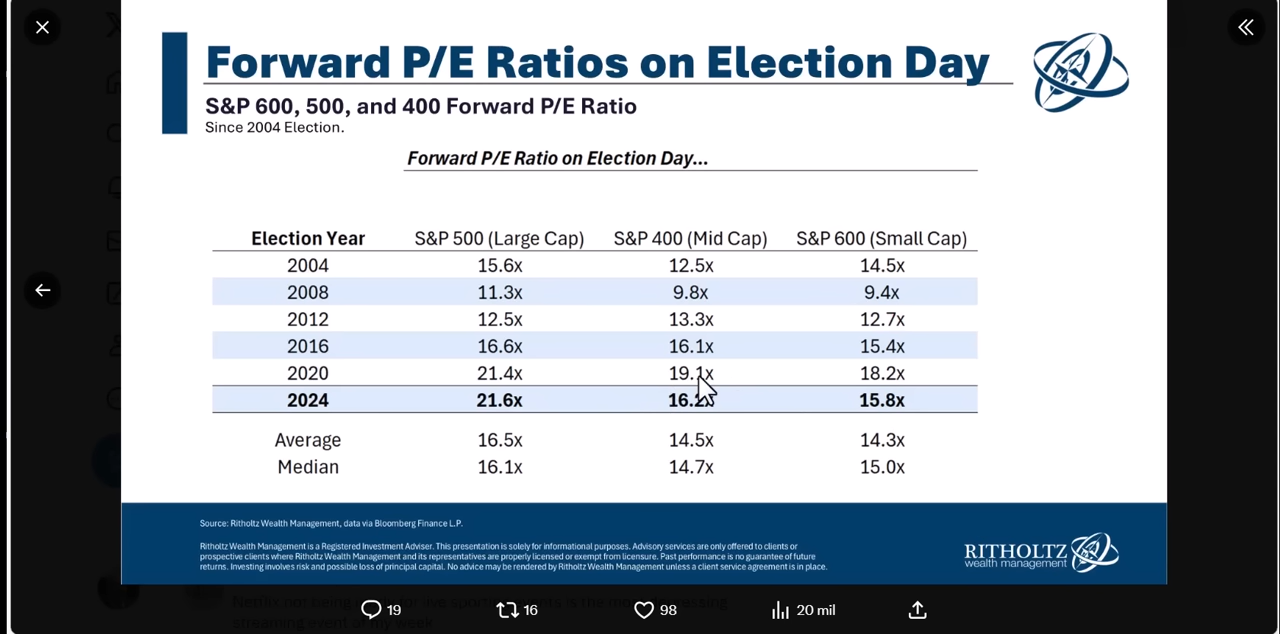 Forward P/E Ratios on Election Day
S&P 600, 500, and 400 Forward P/E Ratio
Since 2004 Election.
Forward P/E Ratio on Election Day...
Election Year S&P 500 (Large Cap) S&P 400 (Mid Cap) S&P 600 (Small Cap)
2004 15.6x 12.5x 14.5x
2008 11.3x 9.8x 9.4x
2012 12.5x 13.3x 12.7x
2016 16.6x 16.1x 15.4x
2020 21.4x 19.1x 18.2x
2024 21.6x 15.8x
Average 16.5x 14.5x 14.3x
Median 16.1x 14.7x 15.0x
Source: Ritholtz Wealth Management, data via Bloomberg Finance L.P.
Ritholtz Wealth Management is a Registered Investment Adviser. This presentation is solely for informational purposes. Advisory services are only offered to clients or
prospective clients where Ritholtz Wealth Management and its representatives are properly licensed or exempt from licensure. Past performance is no guarantee of future
returns. Investing involves risk and possible loss of principal capital. No advice may be rendered by Ritholtz Wealth Management unless a client service agreement is in place.
RITHOLTZ
wealth management
19 16 98 20 mil